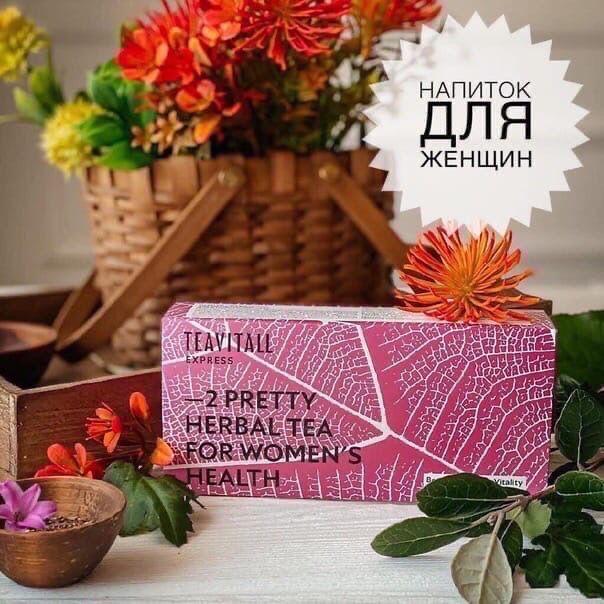 НАПИТОК
ДЛЯ
ЖЕНЩИН
TEAVITALL
EXPRESS
—2 PRETTY
HERBAL TEA
FOR WOMEN'S
HEALTH
Vitality